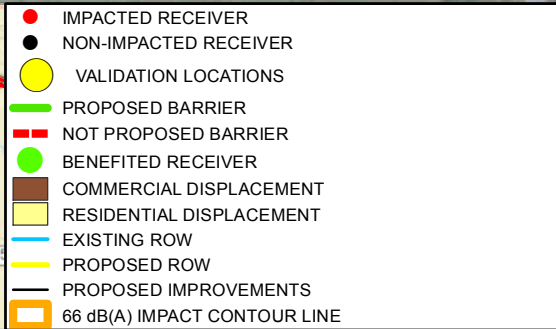 IMPACTED RECEIVER
NON-IMPACTED RECEIVER
VALIDATION LOCATIONS
PROPOSED BARRIER
NOT PROPOSED BARRIER
BENEFITED RECEIVER
COMMERCIAL DISPLACEMENT
RESIDENTIAL DISPLACEMENT
EXISTING ROW
PROPOSED ROW
PROPOSED IMPROVEMENTS
66 dB(A) IMPACT CONTOUR LINE